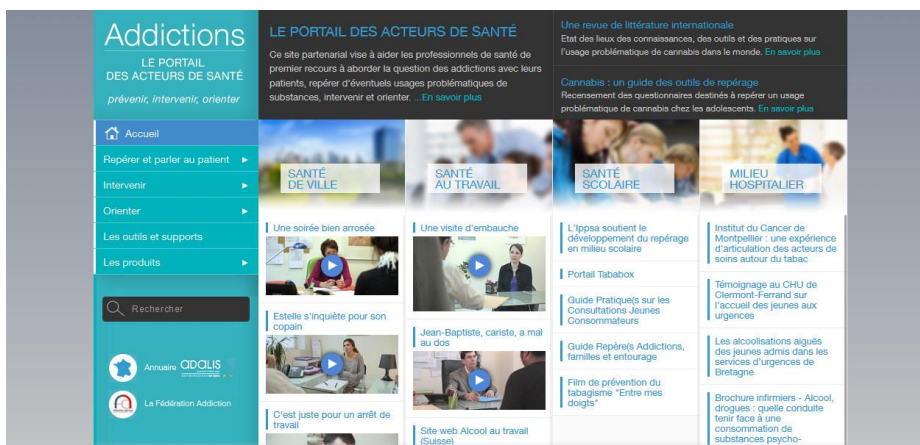 Addictions
LE PORTAIL
DES ACTEURS DE SANTÉ
prévenir, intervenir, orienter
Accueil
Repérer et parler au patient
Intervenir
Orienter
Les outils et supports
Les produits
Rechercher
Annuaire ADALIS
La Fédération Addiction
LE PORTAIL DES ACTEURS DE SANTÉ
Ce site partenarial vise à aider les professionnels de santé de
premier recours à aborder la question des addictions avec leurs
patients, repérer d'éventuels usages problématiques de
substances, intervenir et orienter. ...En savoir plus
Une revue de littérature internationale
Etat des lieux des connaissances, des outils et des pratiques sur
l'usage problématique de cannabis dans le monde. En savoir plus
Cannabis : un guide des outils de repérage
Recensement des questionnaires destinés à repérer un usage
problématique de cannabis chez les adolescents. En savoir plus
SANTÉ
DE VILLE
Une soirée bien arrosée
Estelle s'inquiète pour son
copain
C'est juste pour un arrêt de
travail
SANTÉ
AU TRAVAIL
Une visite d'embauche
Jean-Baptiste, cariste, a mal
au dos
Site web Alcool au travail
(Suisse)
SANTÉ
SCOLAIRE
L'Ippsa soutient le
développement du repérage
en milieu scolaire
Portail Tababox
Guide Pratique(s sur les
Consultations Jeunes
Consommateurs
Guide Repère(s Addictions,
familles et entourage
Film de prévention du
tabagisme "Entre mes
doigts"
MILIEU
HOSPITALIER
Institut du Cancer de
Montpellier : une expérience
d'articulation des acteurs de
soins autour du tabac
Témoignage au CHU de
Clermont-Ferrand sur
l'accueil des jeunes aux
urgences
Les alcoolisations aiguës
des jeunes admis dans les
services d'urgences de
Bretagne
Brochure infirmiers - Alcool,
drogues : quelle conduite
tenir face à une
consommation de
substances psycho-